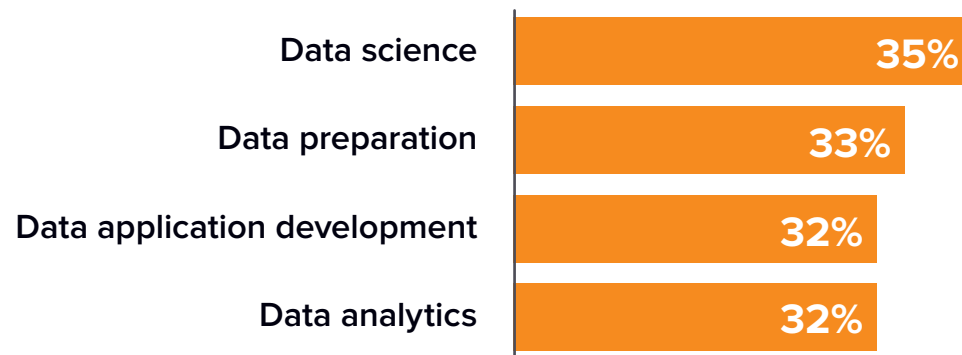 Data science 35%
Data preparation 33%
Data application development 32%
Data analytics 32%